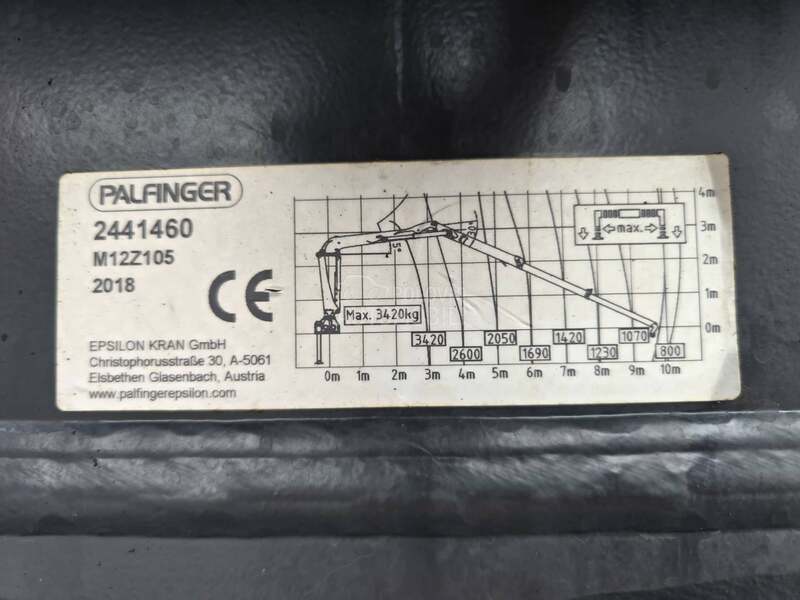 PALFINGER
2441460
M12Z105
2018
EPSILON KRAN GmbH
Christophorusstraße 30, A-5061
Elsbethen Glasenbach, Austria
www.palfingerepsilon.com
CE
5°
30°
max.
Max. 3420kg
4m
3m
2m
1m
0m
3420 2050 1420 1070
2600 1690 1230 800
0m 1m 2m 3m 4m 5m 6m 7m 8m 9m 10m